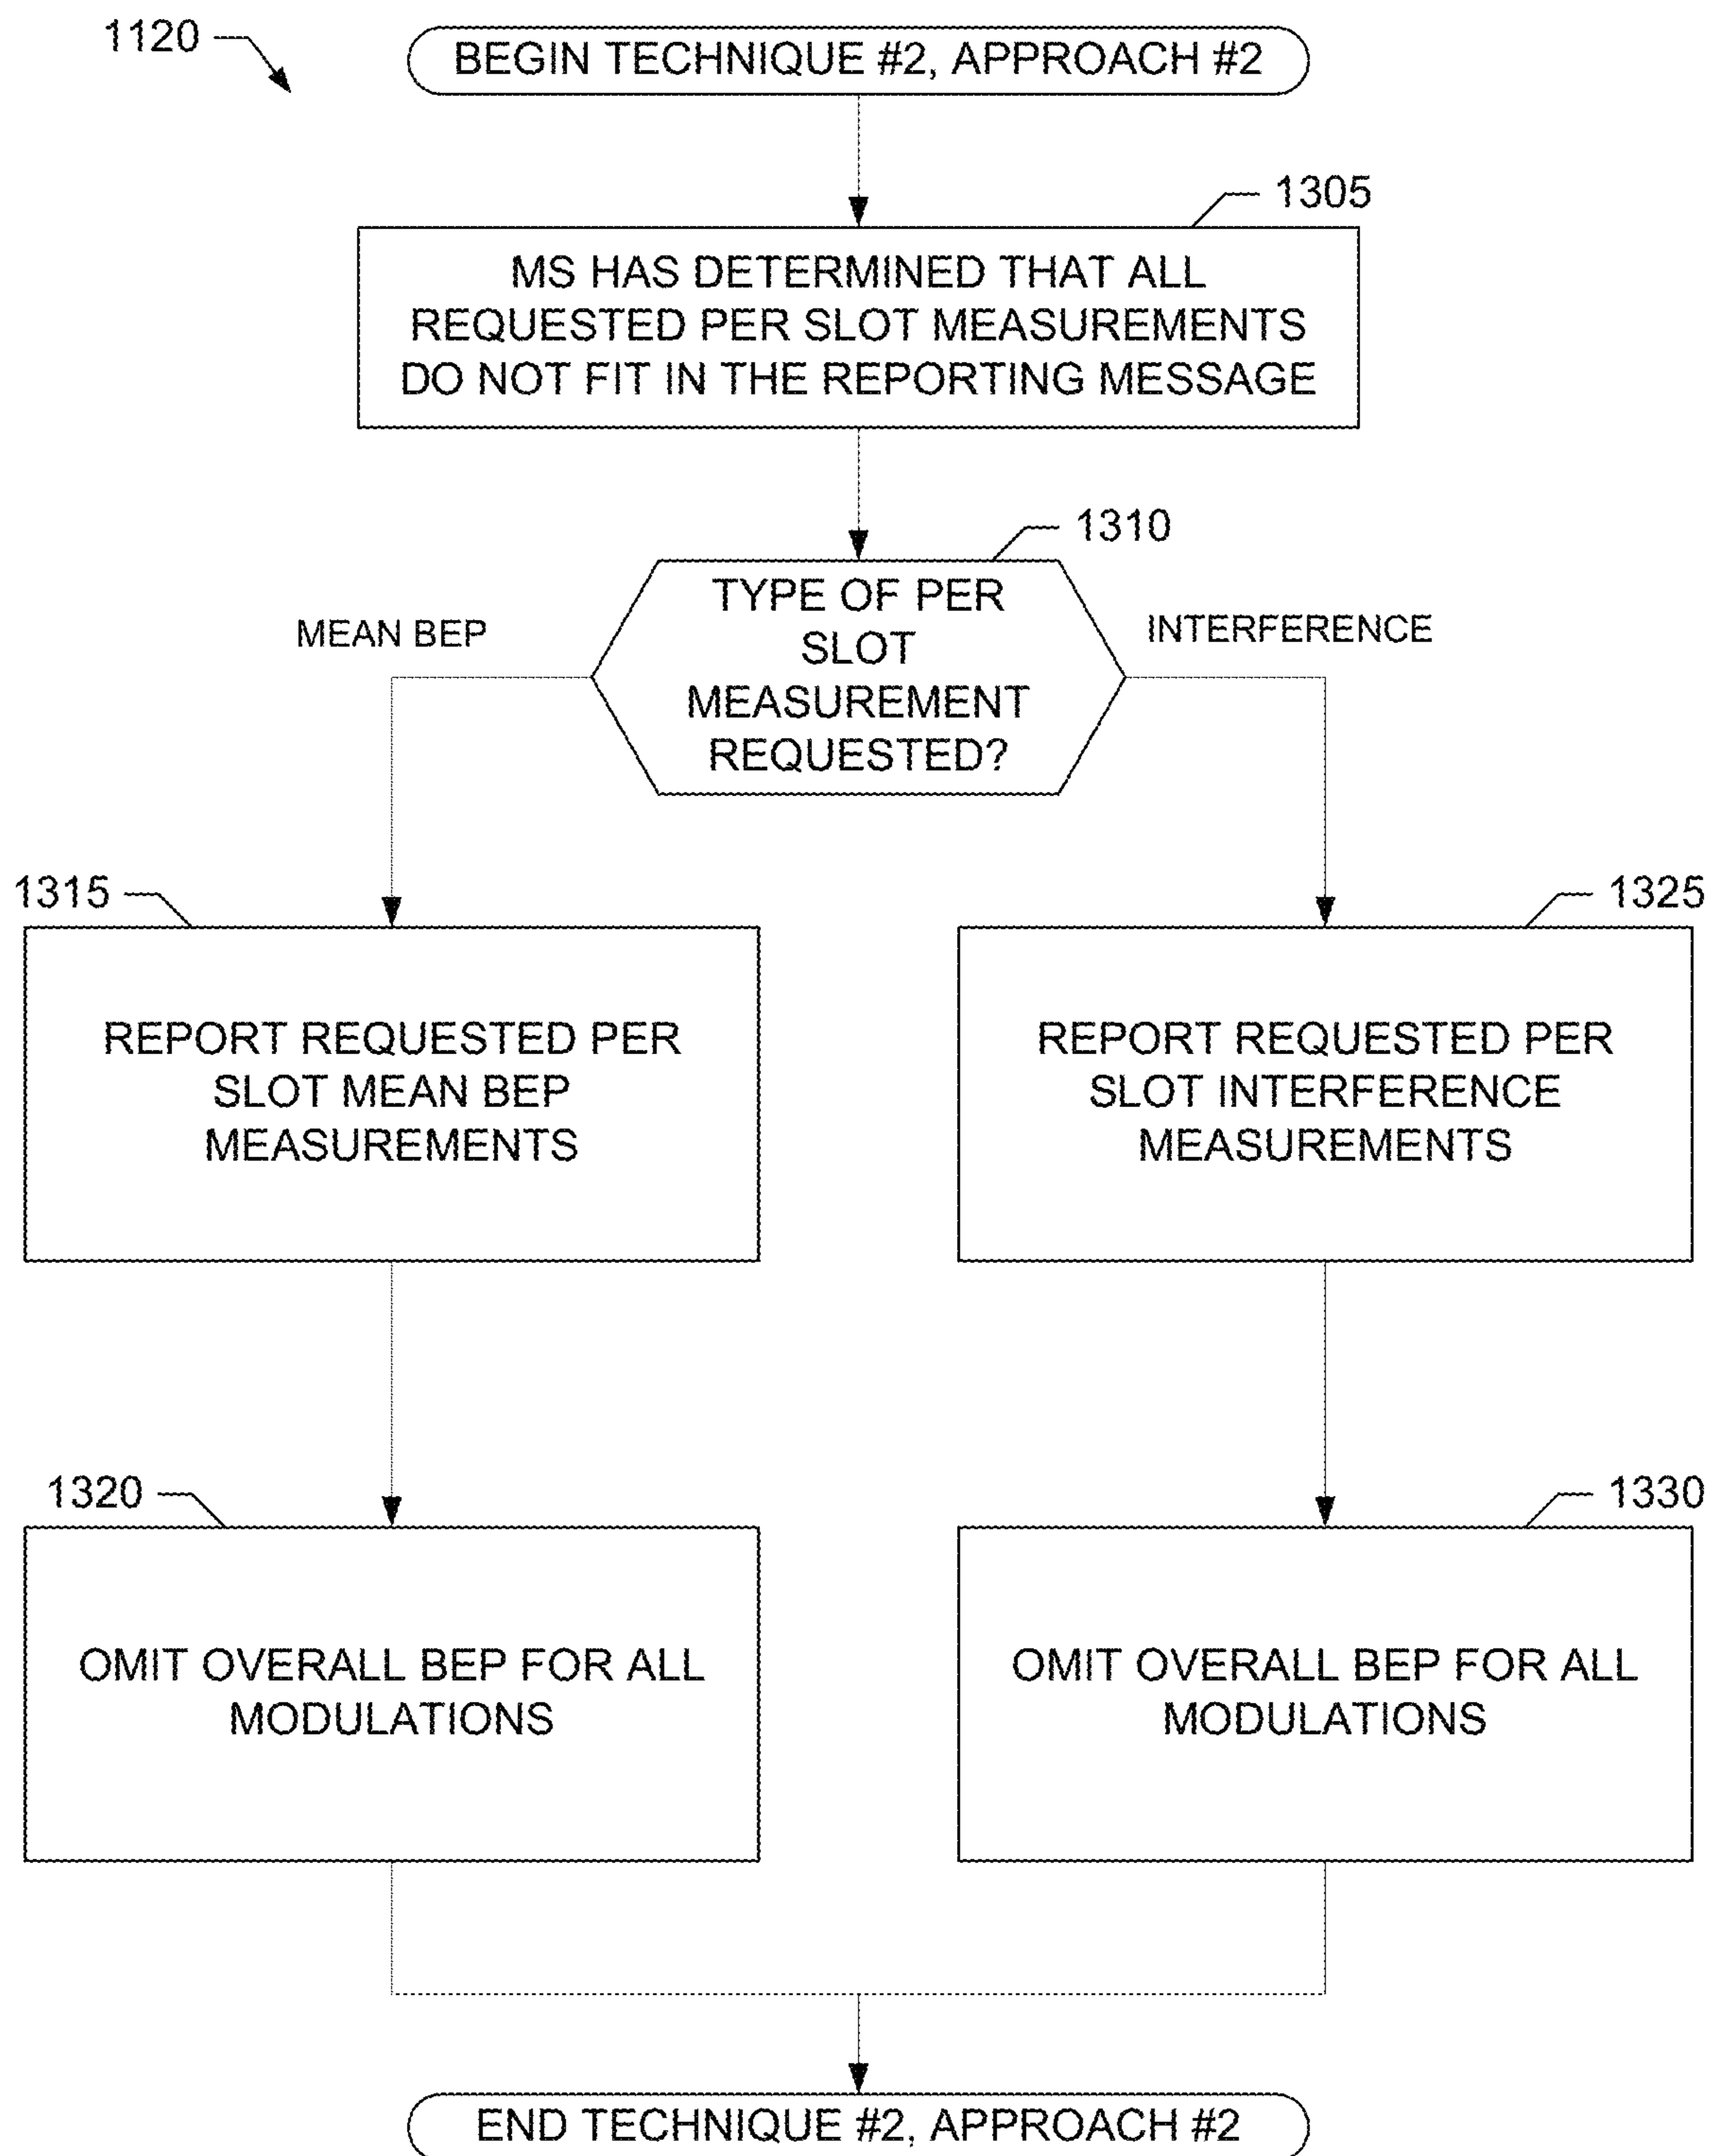 1120
BEGIN TECHNIQUE #2, APPROACH #2
1305
MS HAS DETERMINED THAT ALL
REQUESTED PER SLOT MEASUREMENTS
DO NOT FIT IN THE REPORTING MESSAGE
1310
TYPE OF PER
SLOT
MEASUREMENT
REQUESTED?
MEAN BEP
INTERFERENCE
1315
REPORT REQUESTED PER
SLOT MEAN BEP
MEASUREMENTS
1325
REPORT REQUESTED PER
SLOT INTERFERENCE
MEASUREMENTS
1320
OMIT OVERALL BEP FOR ALL
MODULATIONS
1330
OMIT OVERALL BEP FOR ALL
MODULATIONS
END TECHNIQUE #2, APPROACH #2